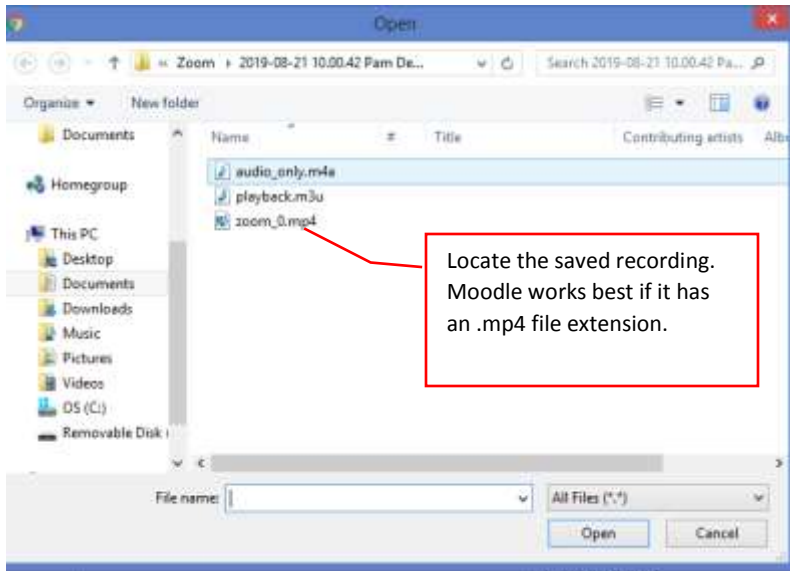 Open
« Zoom › 2019-08-21 10.00.42 Pam De... Search 2019-08-21 10.00.42 Pa...
Organize New folder
Documents
Homegroup
This PC
Desktop
Documents
Downloads
Music
Pictures
Videos
OS (C:)
Removable Disk
Name # Title Contributing artists
audio_only.m4a
playback.m3u
zoom_0.mp4
Locate the saved recording.
Moodle works best if it has
an .mp4 file extension.
File name: All Files (*.*)
Open Cancel